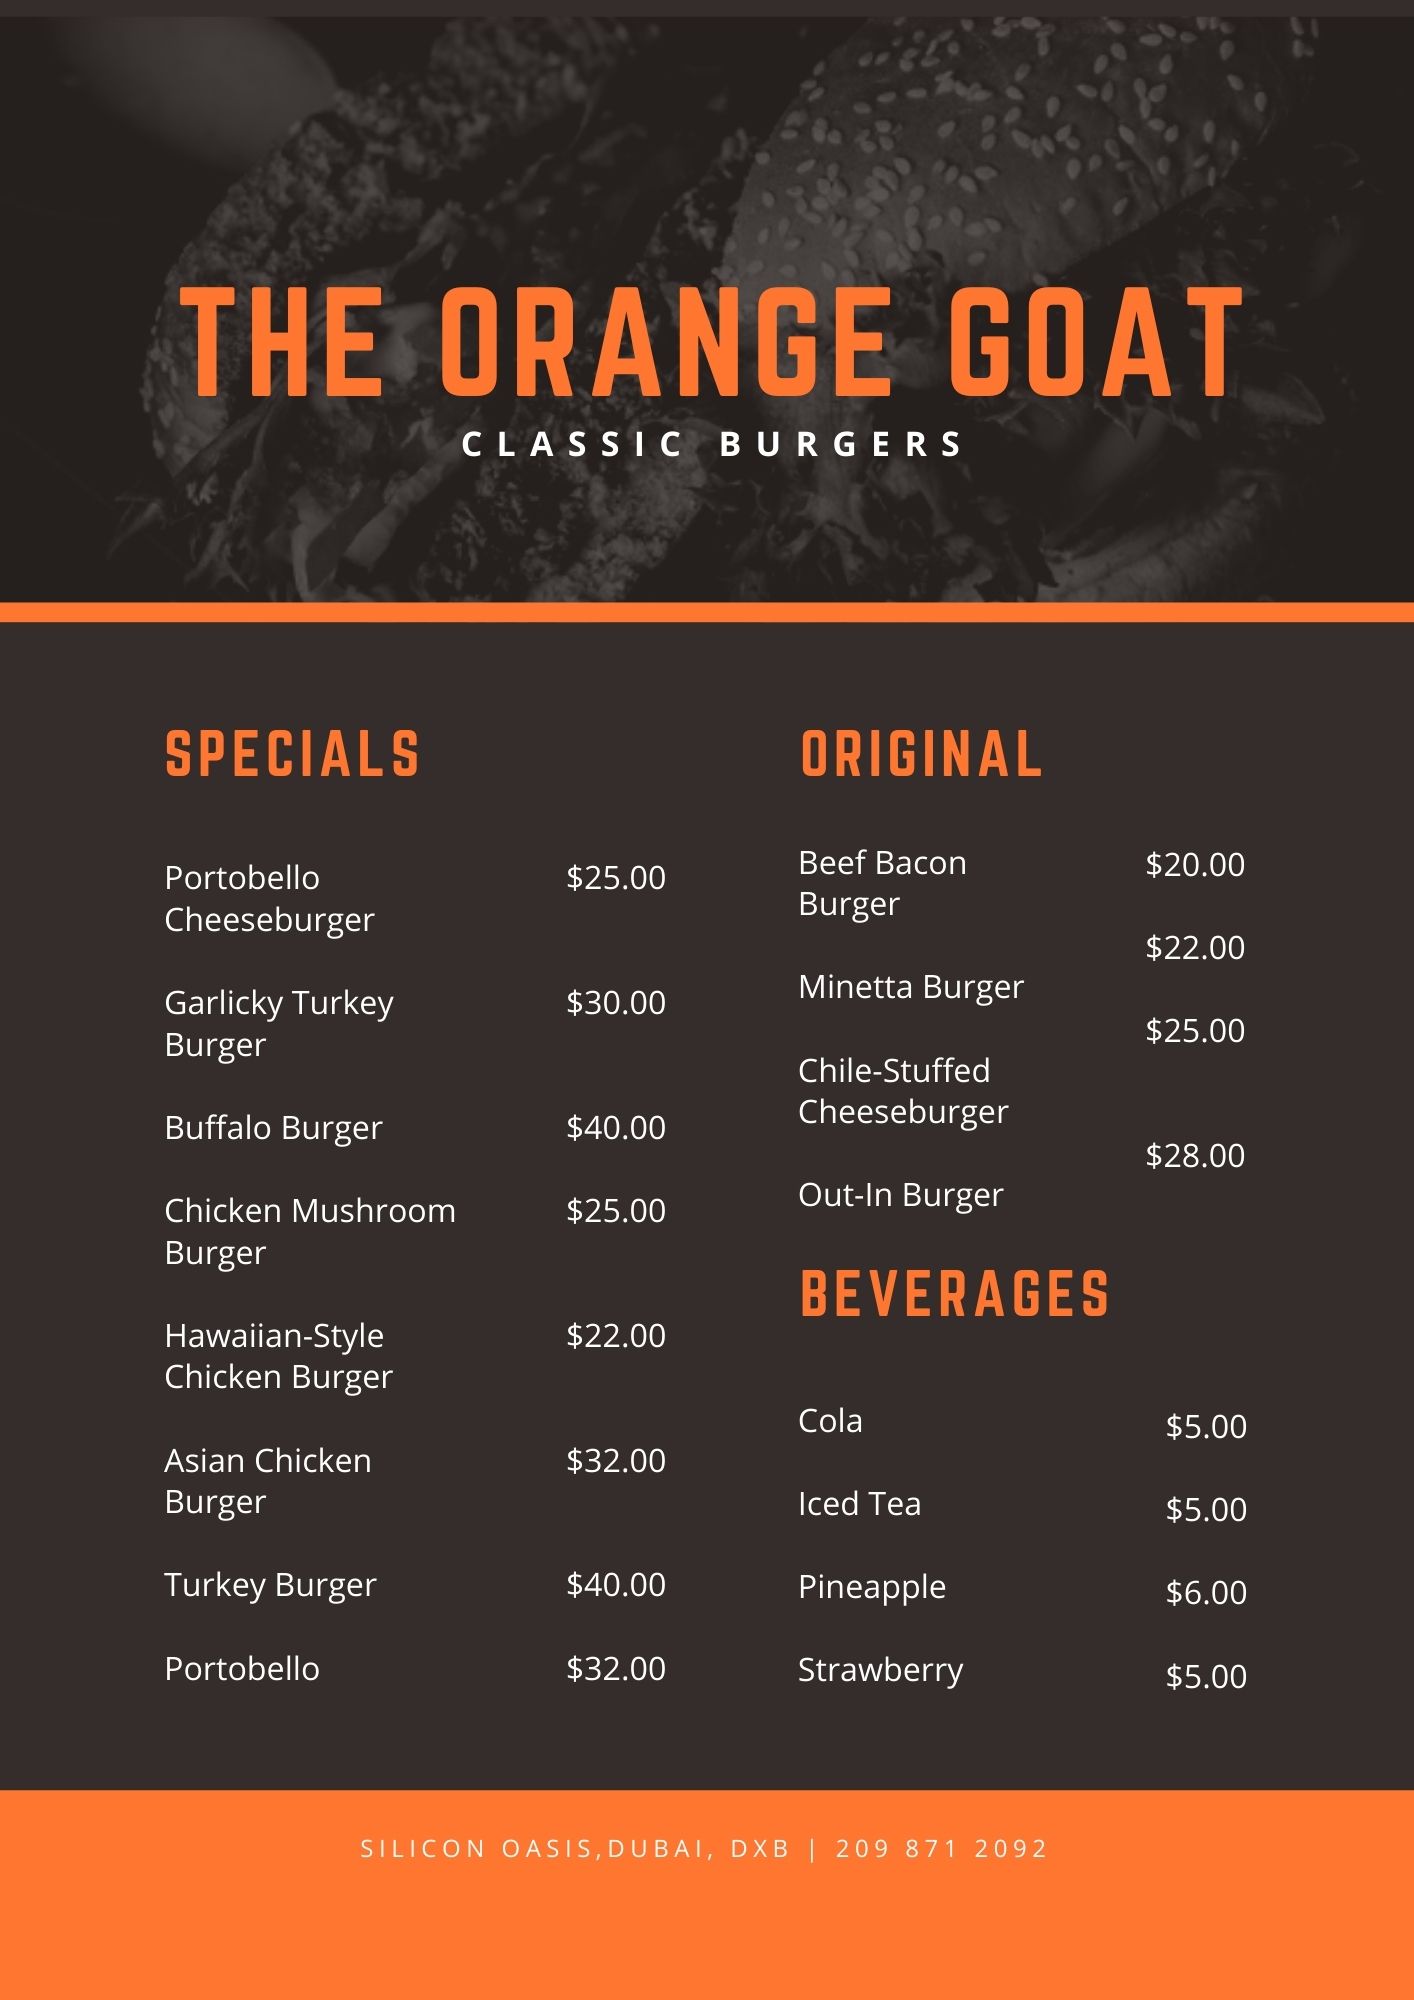 THE ORANGE GOAT
CLASSIC BURGERS
SPECIALS
Portobello $25.00
Cheeseburger
Garlicky Turkey $30.00
Burger
Buffalo Burger $40.00
Chicken Mushroom $25.00
Burger
Hawaiian-Style $22.00
Chicken Burger
Asian Chicken $32.00
Burger
Turkey Burger $40.00
Portobello $32.00
ORIGINAL
Beef Bacon $20.00
Burger
$22.00
Minetta Burger
$25.00
Chile-Stuffed
Cheeseburger
$28.00
Out-In Burger
BEVERAGES
Cola $5.00
Iced Tea $5.00
Pineapple $6.00
Strawberry $5.00
SILICON OASIS,DUBAI, DXB | 209 871 2092